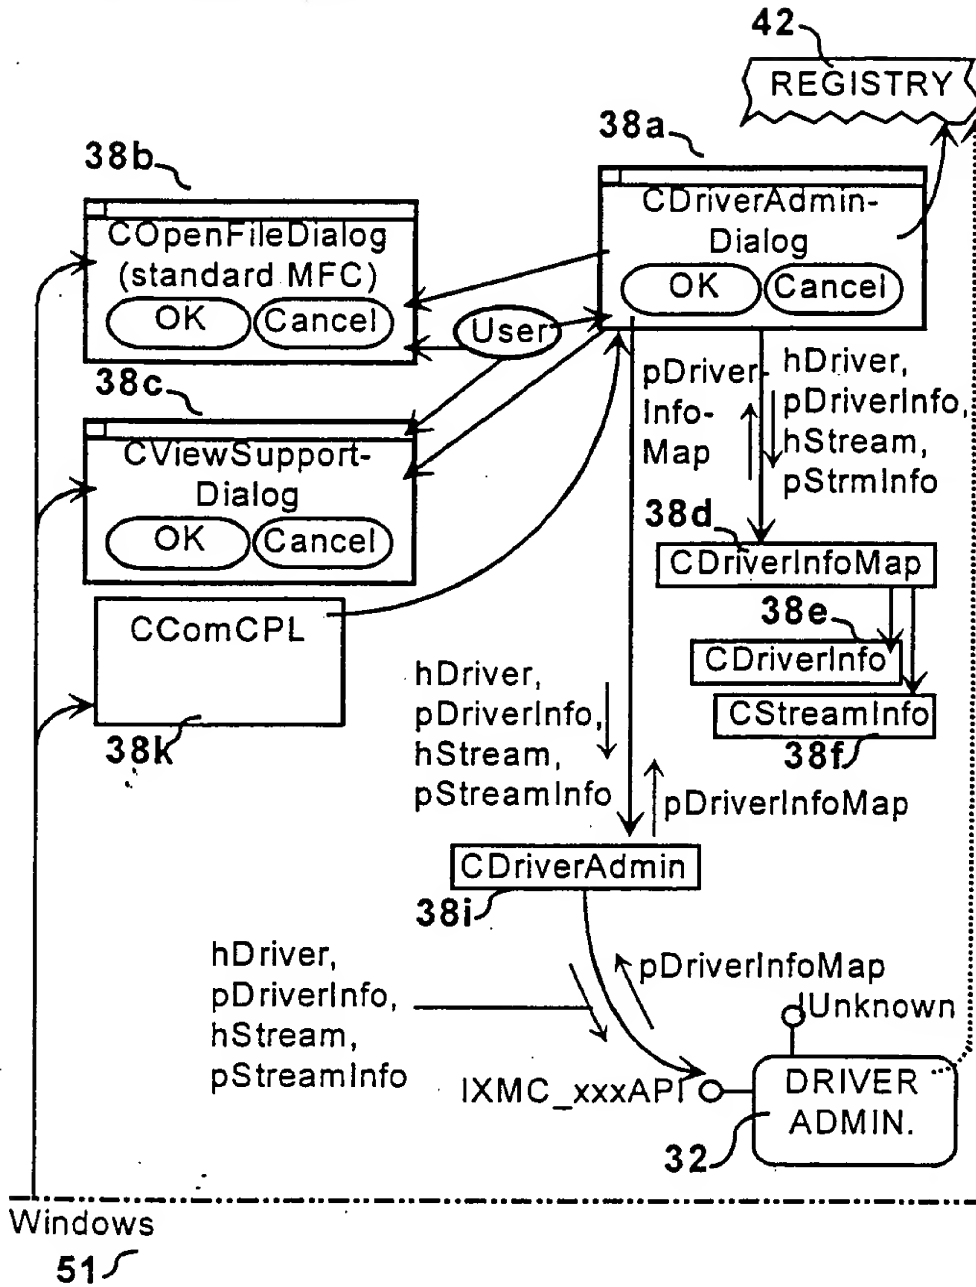 42
REGISTRY
38a
38b
CDriverAdmin-
Dialog
OK Cancel
COpenFileDialog
(standard MFC)
OK Cancel
User
38c
CViewSupport-
Dialog
OK Cancel
pDriver-
Info-
Map
hDriver,
pDriverInfo,
hStream,
pStrmInfo
38d
CDriverInfoMap
38e
CDriverInfo
CStreamInfo
38f
CComCPL
38k
hDriver,
pDriverInfo,
hStream,
pStreamInfo
pDriverInfoMap
CDriverAdmin
38i
hDriver,
pDriverInfo,
hStream,
pStreamInfo
pDriverInfoMap
IUnknown
IXMC_xxxAPI
DRIVER
ADMIN.
32
Windows
51